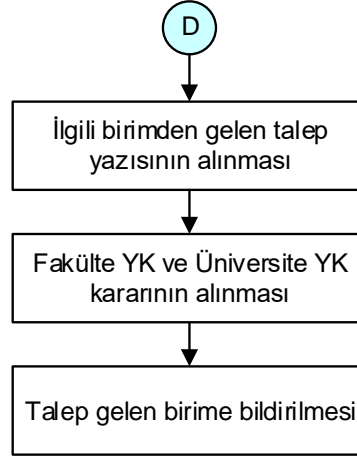 D
İlgili birimden gelen talep
yazısının alınması
Fakülte YK ve Üniversite YK
kararının alınması
Talep gelen birime bildirilmesi